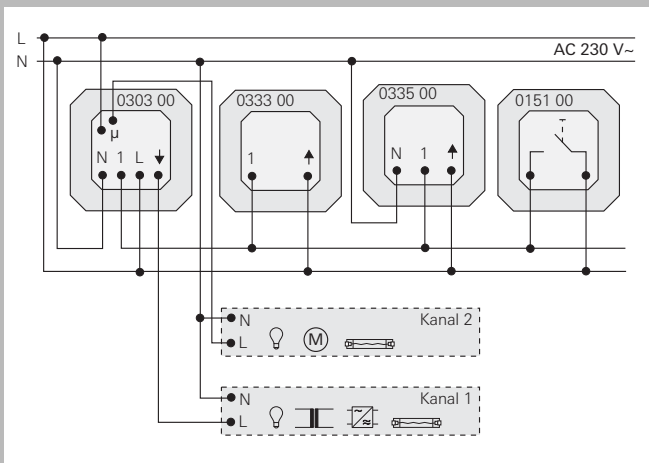 L
N
AC 230 V~
0303 00
0333 00
0335 00
0151 00
µ
N 1 L
1
N 1
N
Kanal 2
L
M
N
Kanal 1
L